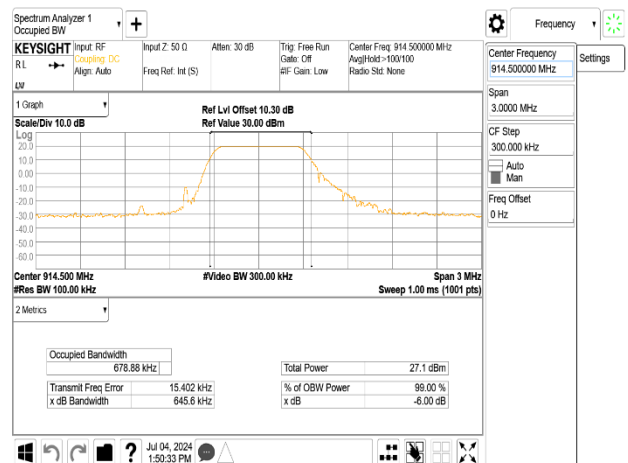 Spectrum Analyzer 1
Occupied BW
Frequency
KEYSIGHT
RL
LXI
Input: RF
Coupling: DC
Align: Auto
Input Z: 50 Ω
Freq Ref: Int (S)
Atten: 30 dB
Trig: Free Run
Gate: Off
#IF Gain: Low
Center Freq: 914.500000 MHz
Avg|Hold:>100/100
Radio Std: None
Center Frequency
914.500000 MHz
Settings
Span
3.0000 MHz
CF Step
300.000 kHz
Auto
Man
Freq Offset
0 Hz
1 Graph
Scale/Div 10.0 dB
Ref Lvl Offset 10.30 dB
Ref Value 30.00 dBm
Log
20.0
10.0
0.00
-10.0
-20.0
-30.0
-40.0
-50.0
-60.0
Center 914.500 MHz
#Res BW 100.00 kHz
#Video BW 300.00 kHz
Span 3 MHz
Sweep 1.00 ms (1001 pts)
2 Metrics
Occupied Bandwidth
678.88 kHz
Total Power 27.1 dBm
Transmit Freq Error 15.402 kHz
% of OBW Power 99.00 %
x dB Bandwidth 645.6 kHz
x dB -6.00 dB
?
Jul 04, 2024
1:50:33 PM